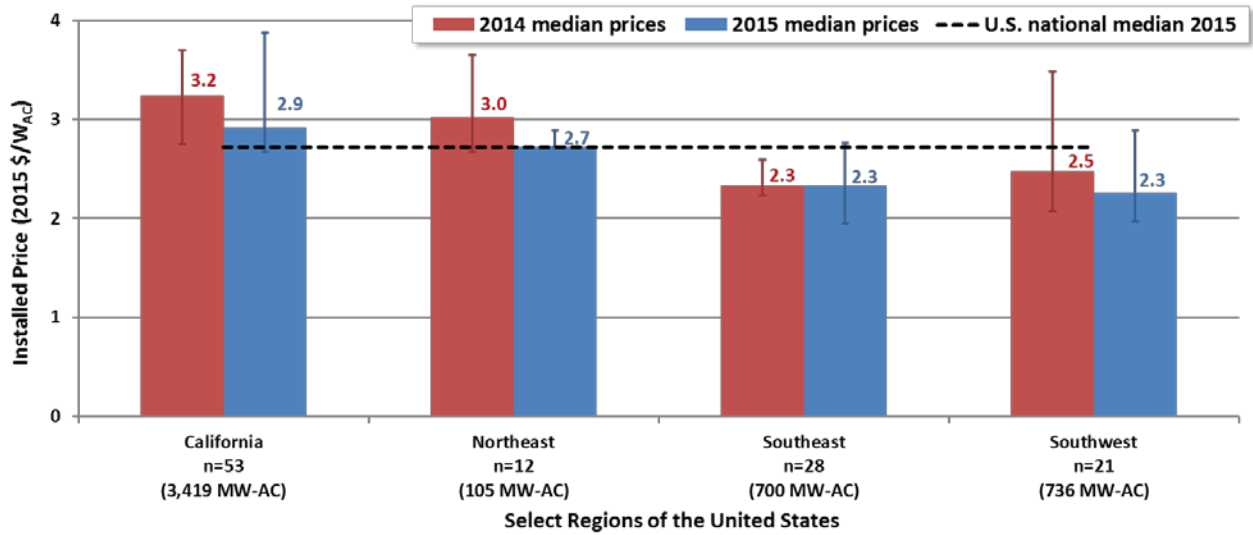 4
2014 median prices
2015 median prices
U.S. national median 2015
3.2
2.9
3.0
2.7
2.3
2.3
2.5
2.3
3
2
1
0
Installed Price (2015 $/WAC)
California
n=53
(3,419 MW-AC)
Northeast
n=12
(105 MW-AC)
Southeast
n=28
(700 MW-AC)
Southwest
n=21
(736 MW-AC)
Select Regions of the United States